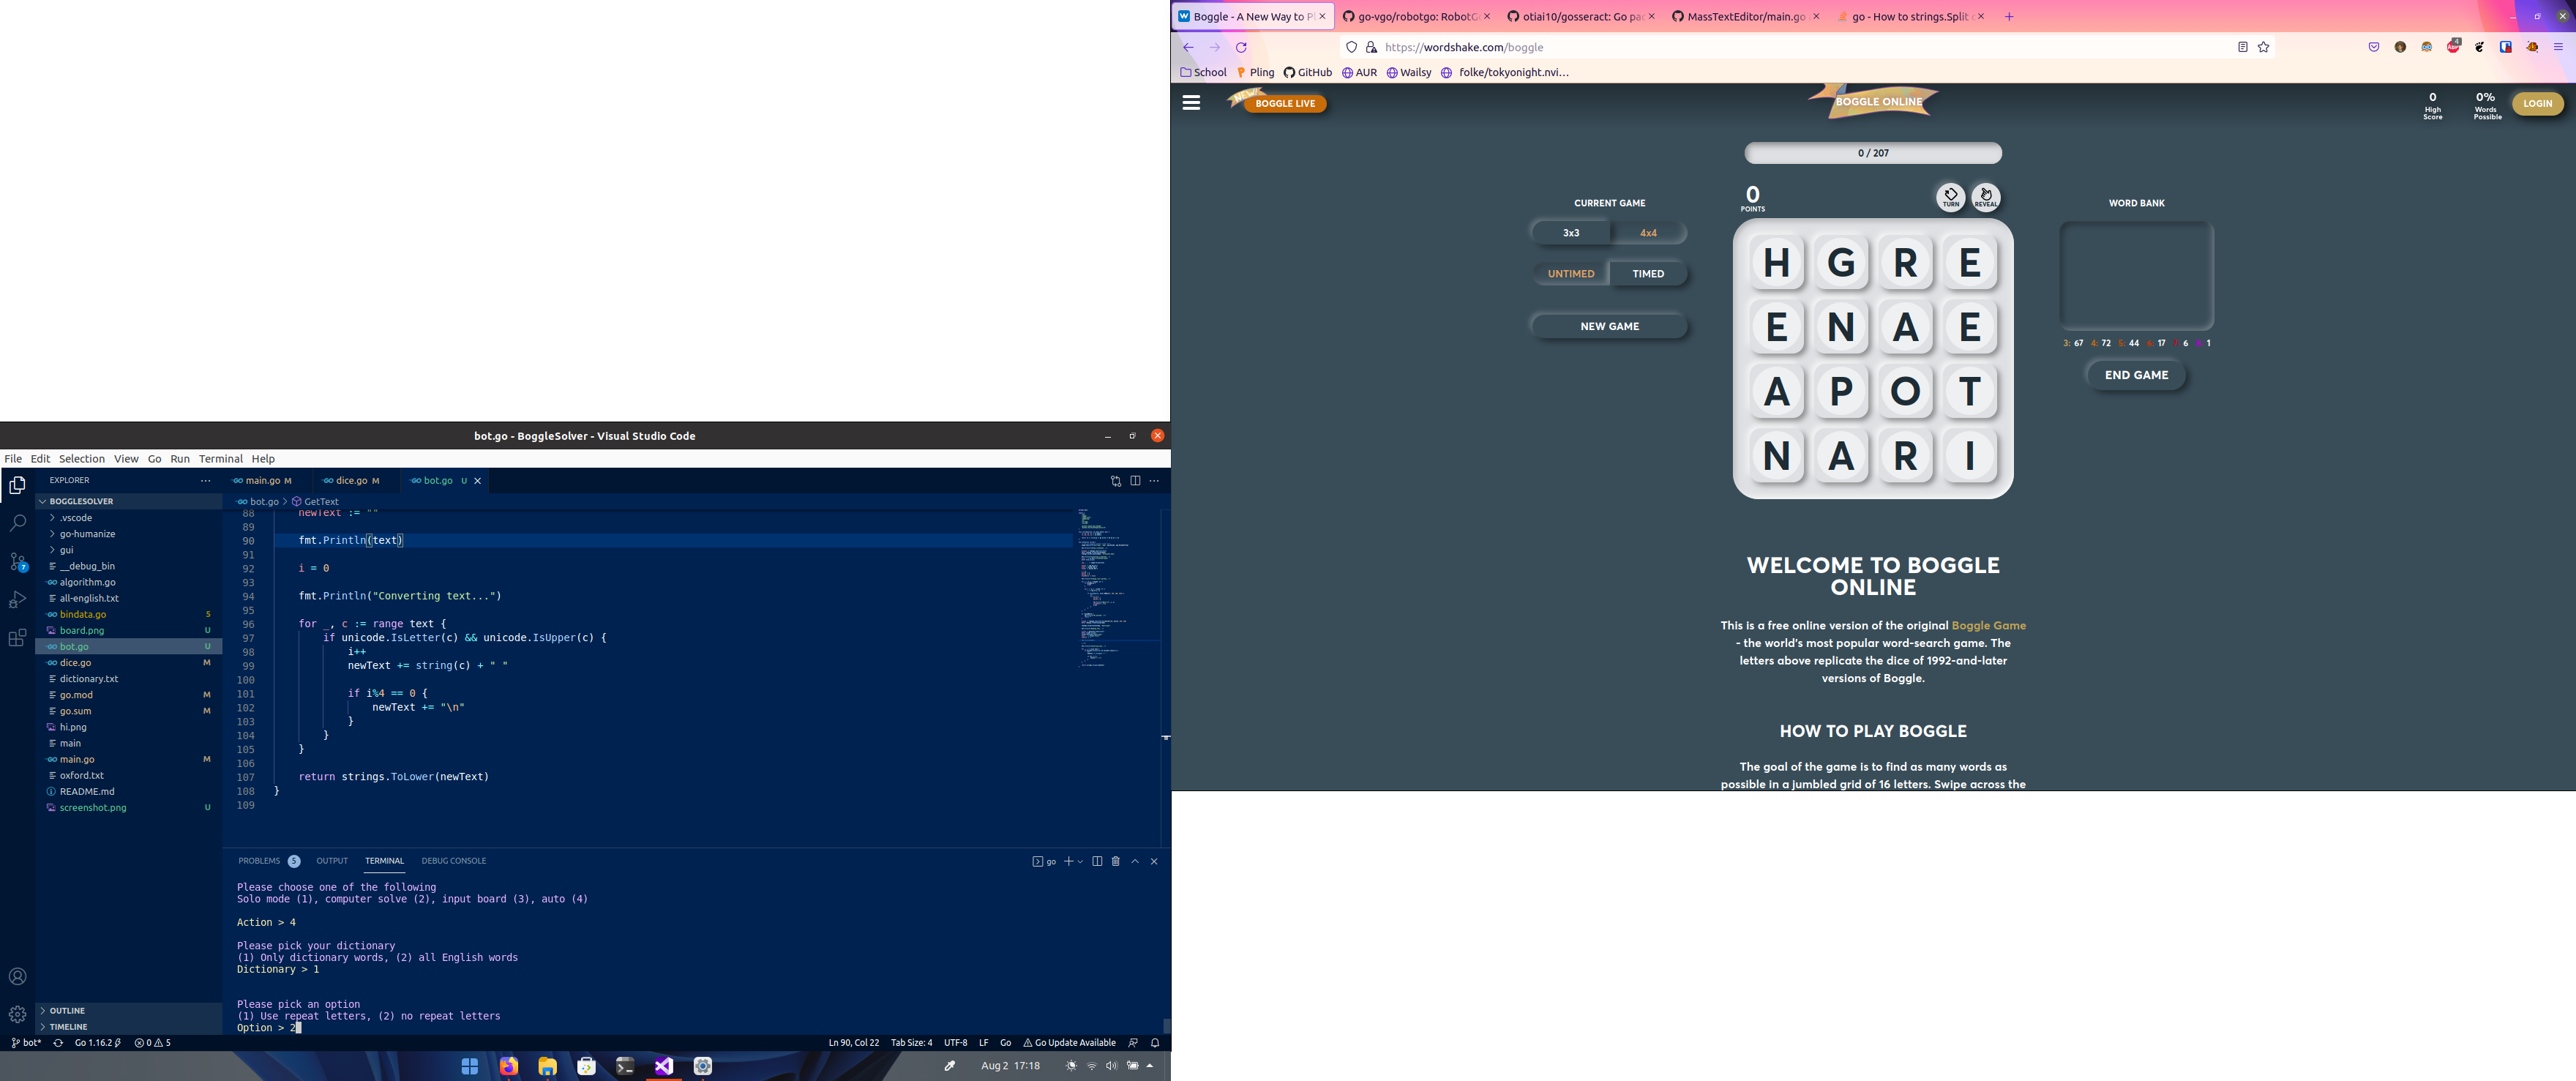 bot.go - BoggleSolver - Visual Studio Code
File Edit Selection View Go Run Terminal Help
EXPLORER
BOGGLESOLVER
.vscode
go-humanize
gui
__debug_bin
algorithm.go
all-english.txt
bindata.go 5
board.png U
bot.go U
dice.go M
dictionary.txt
go.mod M
go.sum M
hi.png
main
main.go M
oxford.txt
README.md
screenshot.png U
OUTLINE
TIMELINE
7
main.go M dice.go M bot.go U
bot.go > GetText
88 newText := ""
89
90 fmt.Println(text)
91
92 i = 0
93
94 fmt.Println("Converting text...")
95
96 for _, c := range text {
97 if unicode.IsLetter(c) && unicode.IsUpper(c) {
98 i++
99 newText += string(c) + " "
100
101 if i%4 == 0 {
102 newText += "\n"
103 }
104 }
105 }
106
107 return strings.ToLower(newText)
108 }
109
PROBLEMS 5 OUTPUT TERMINAL DEBUG CONSOLE
go
Please choose one of the following
Solo mode (1), computer solve (2), input board (3), auto (4)
Action > 4
Please pick your dictionary
(1) Only dictionary words, (2) all English words
Dictionary > 1
Please pick an option
(1) Use repeat letters, (2) no repeat letters
Option > 2
bot* Go 1.16.2 0 5 Ln 90, Col 22 Tab Size: 4 UTF-8 LF Go Go Update Available
Aug 2 17:18
Boggle - A New Way to Pl
go-vgo/robotgo: RobotG
otiai10/gosseract: Go pa
MassTextEditor/main.go
go - How to strings.Split
https://wordshake.com/boggle
4
School Pling GitHub AUR Wailsy folke/tokyonight.nvi…
NEW!
BOGGLE LIVE
BOGGLE ONLINE
0
High
Score
0%
Words
Possible
LOGIN
0 / 207
CURRENT GAME
3x3 4x4
UNTIMED TIMED
NEW GAME
0
POINTS
TURN
REVEAL
H G R E
E N A E
A P O T
N A R I
WORD BANK
3: 67 4: 72 5: 44 6: 17 7: 6 1
END GAME
WELCOME TO BOGGLE
ONLINE
This is a free online version of the original Boggle Game
- the world's most popular word-search game. The
letters above replicate the dice of 1992-and-later
versions of Boggle.
HOW TO PLAY BOGGLE
The goal of the game is to find as many words as
possible in a jumbled grid of 16 letters. Swipe across the